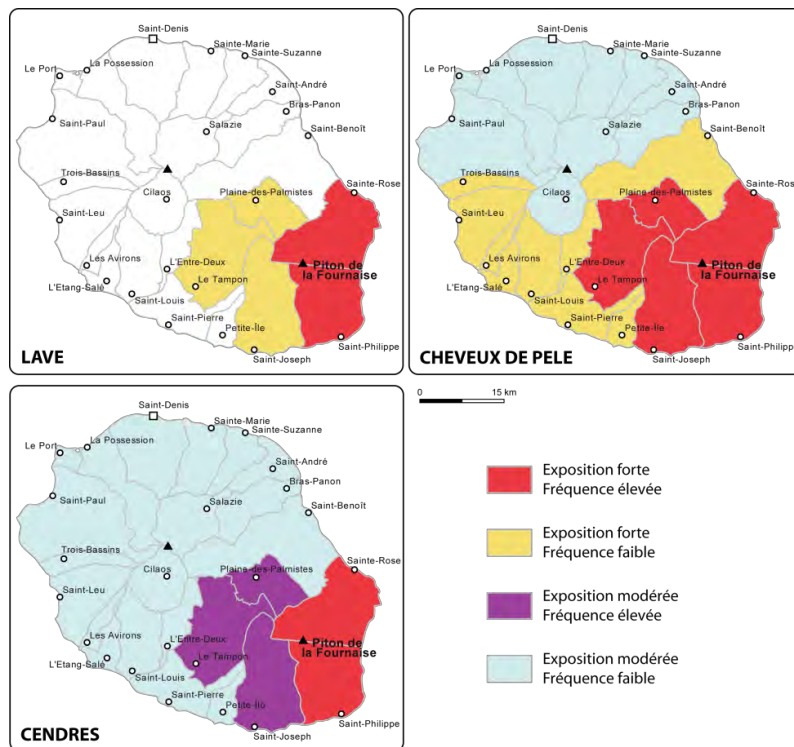 Saint-Denis
Sainte-Marie
Sainte-Suzanne
La Possession
Le Port
Saint-André
Bras-Panon
Saint-Paul
Salazie
Saint-Benoît
Trois-Bassins
Cilaos
Plaine-des-Palmistes
Sainte-Rose
Saint-Leu
Les Avirons
L'Entre-Deux
Piton de
la Fournaise
L'Etang-Salé
Le Tampon
Saint-Louis
Saint-Pierre
Petite-Île
Saint-Philippe
Saint-Joseph
LAVE
Saint-Denis
Sainte-Marie
Sainte-Suzanne
La Possession
Le Port
Saint-André
Bras-Panon
Saint-Paul
Salazie
Saint-Benoît
Trois-Bassins
Cilaos
Plaine-des-Palmistes
Sainte-Ros
Saint-Leu
Les Avirons
L'Entre-Deux
Piton de
la Fournaise
L'Etang-Salé
Le Tampon
Saint-Louis
Saint-Pierre
Petite-Île
Saint-Philippe
Saint-Joseph
CHEVEUX DE PELE
Saint-Denis
Sainte-Marie
Sainte-Suzanne
La Possession
Le Port
Saint-André
Bras-Panon
Saint-Paul
Salazie
Saint-Benoît
Trois-Bassins
Cilaos
Plaine-des-Palmistes
Sainte-Rose
Saint-Leu
Les Avirons
L'Entre-Deux
Piton de
la Fournaise
L'Etang-Salé
Le Tampon
Saint-Louis
Saint-Pierre
Petite-Île
Saint-Philippe
Saint-Joseph
CENDRES
0 15 km
Exposition forte
Fréquence élevée
Exposition forte
Fréquence faible
Exposition modérée
Fréquence élevée
Exposition modérée
Fréquence faible